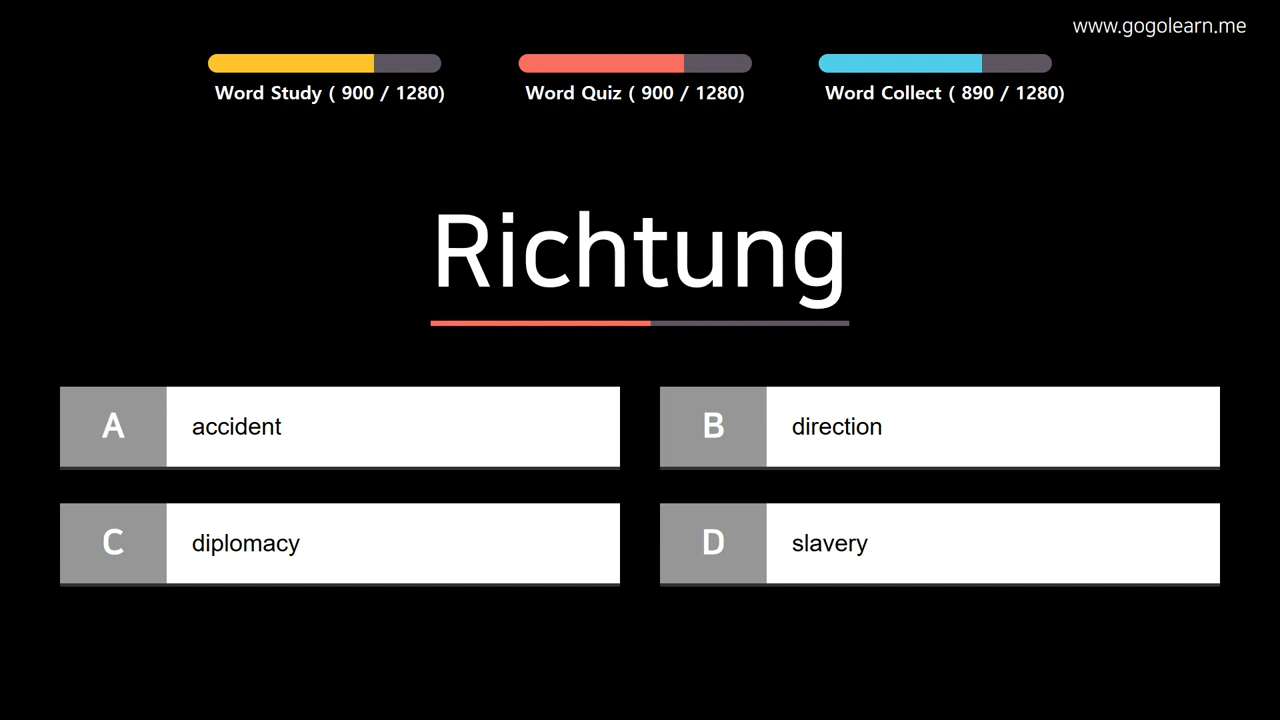 www.gogolearn.me
Word Study ( 900 / 1280)
Word Quiz ( 900 / 1280)
Word Collect ( 890 / 1280)
Richtung
A accident
B direction
C diplomacy
D slavery